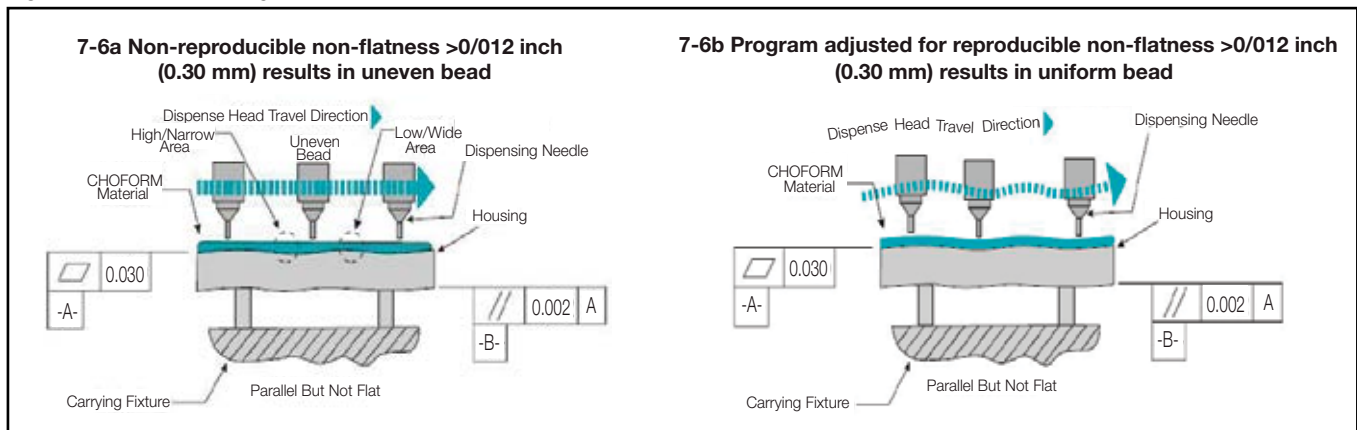 7-6a Non-reproducible non-flatness >0/012 inch
(0.30 mm) results in uneven bead
Dispense Head Travel Direction
High/Narrow
Area
Uneven
Bead
Low/Wide
Area
Dispensing Needle
CHOFORM
Material
Housing
0.030
-A-
// 0.002 A
-B-
Parallel But Not Flat
Carrying Fixture
7-6b Program adjusted for reproducible non-flatness >0/012 inch
(0.30 mm) results in uniform bead
Dispense Head Travel Direction
Dispensing Needle
CHOFORM
Material
Housing
0.030
-A-
// 0.002 A
-B-
Parallel But Not Flat
Carrying Fixture